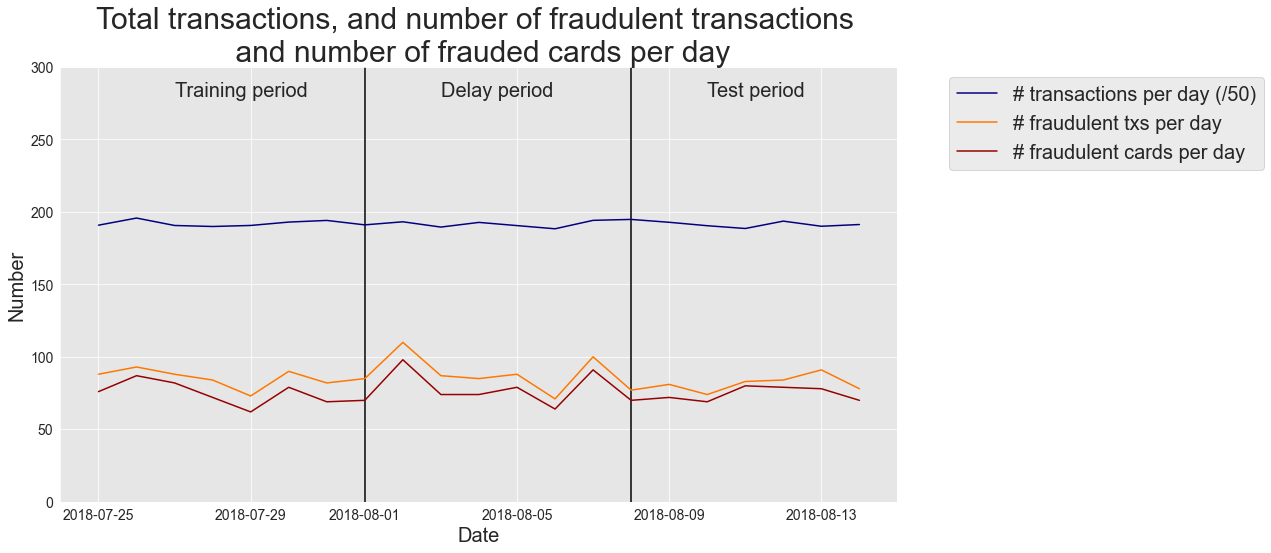 Total transactions, and number of fraudulent transactions
and number of frauded cards per day
300
250
200
150
100
50
0
Number
Training period
Delay period
Test period
# transactions per day (/50)
# fraudulent txs per day
# fraudulent cards per day
2018-07-25
2018-07-29
2018-08-01
2018-08-05
2018-08-09
2018-08-13
Date